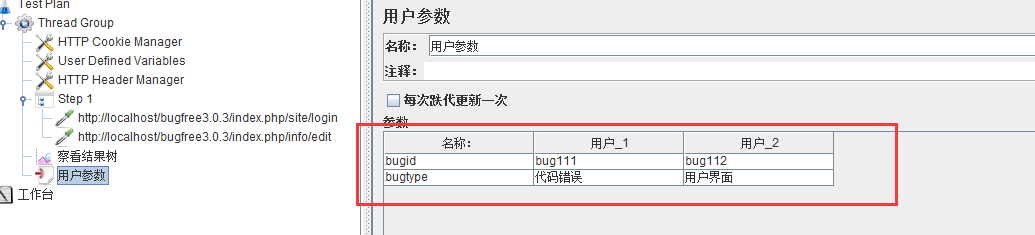 Test Plan
Thread Group
HTTP Cookie Manager
User Defined Variables
HTTP Header Manager
Step 1
http://localhost/bugfree3.0.3/index.php/site/login
http://localhost/bugfree3.0.3/index.php/info/edit
察看结果树
用户参数
工作台
用户参数
名称： 用户参数
注释：
每次跌代更新一次
参数
名称： 用户_1 用户_2
bugid bug111 bug112
bugtype 代码错误 用户界面